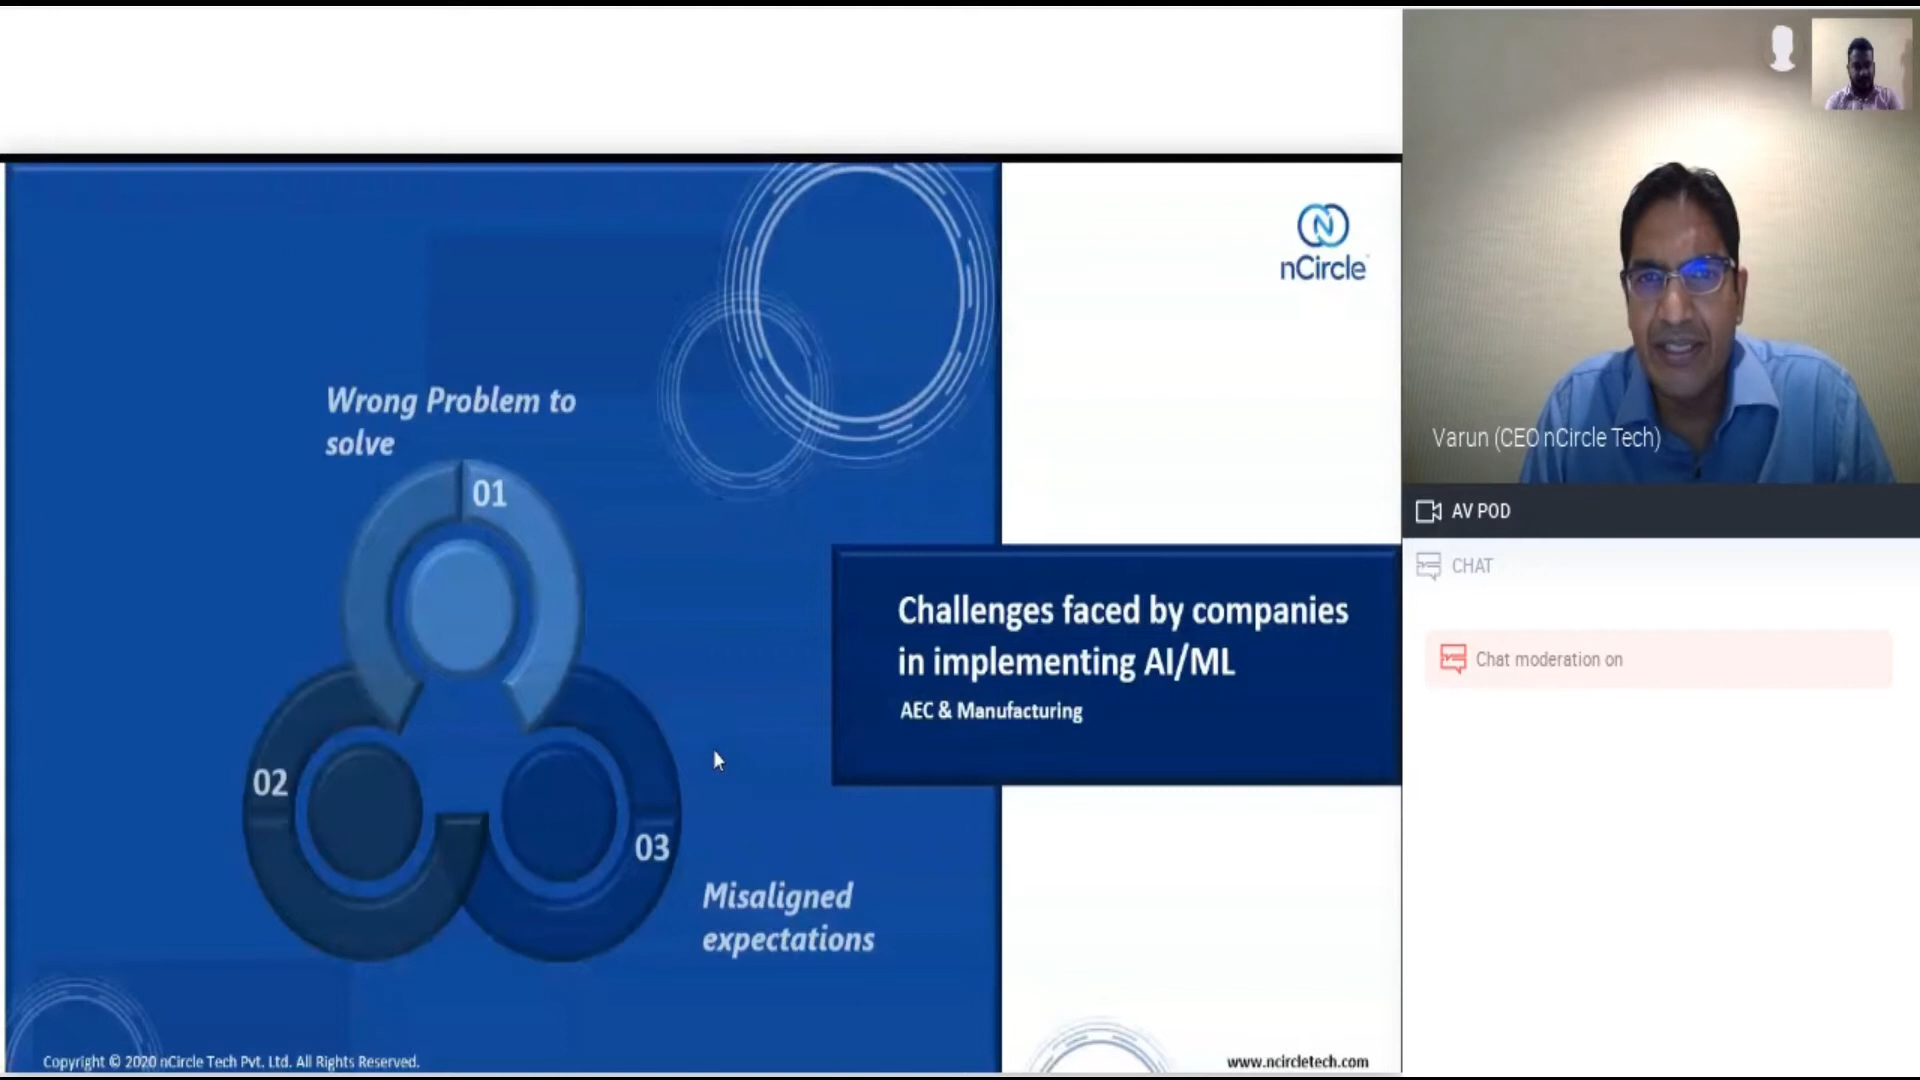 nCircle
Wrong Problem to
solve
01
02
03
Misaligned
expectations
Challenges faced by companies
in implementing AI/ML
AEC & Manufacturing
Copyright © 2020 nCircle Tech Pvt. Ltd. All Rights Reserved.
www.ncircletech.com
Varun (CEO nCircle Tech)
AV POD
CHAT
Chat moderation on